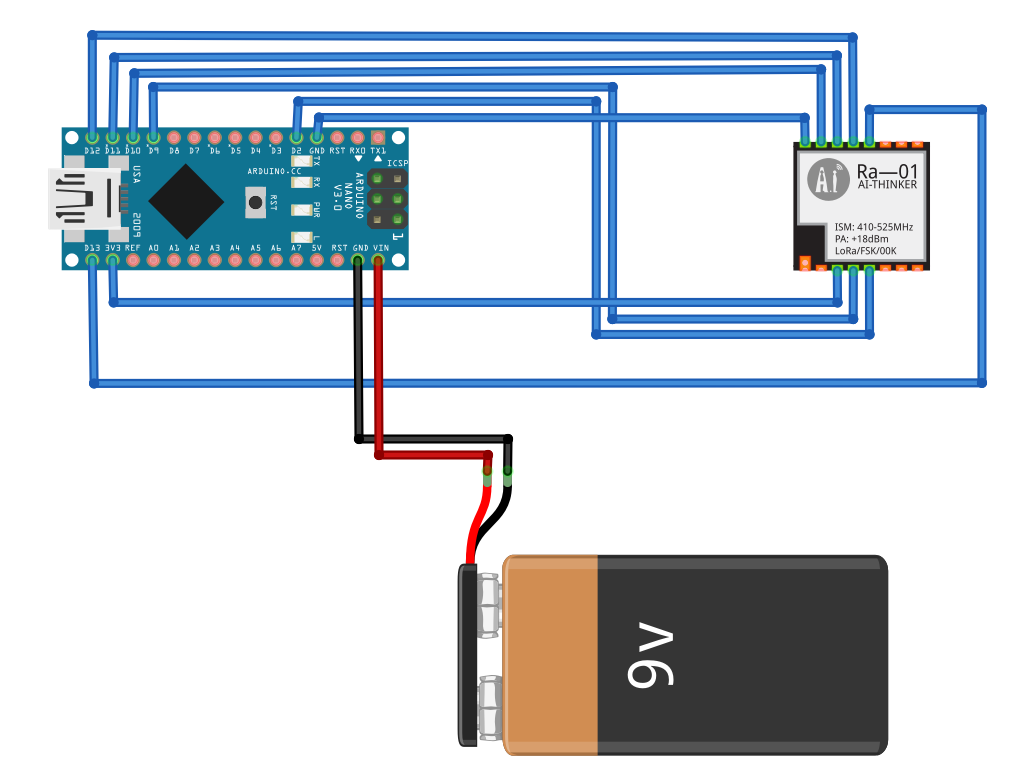 D12 D11 D10 D9 D8 D7 D6 D5 D4 D3 D2 GND RST RX0 TX1
TX
RX
PWR
L
ARDUINO.CC
RST
ARDUINO
NANO
V3.0
ICSP
1
USA
2009
D13 3V3 REF A0 A1 A2 A3 A4 A5 A6 A7 5V RST GND VIN
Ai
Ra—01
AI-THINKER
ISM: 410-525MHz
PA: +18dBm
LoRa/FSK/00K
9v